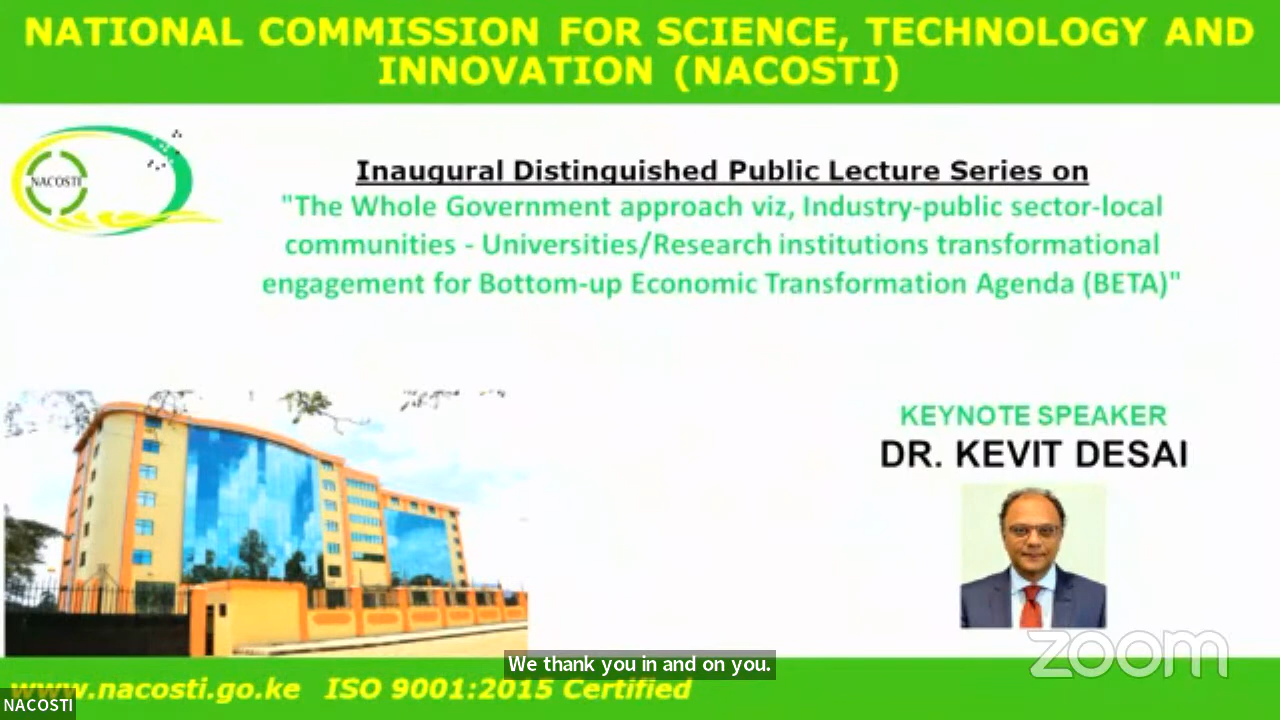 NATIONAL COMMISSION FOR SCIENCE, TECHNOLOGY AND
INNOVATION (NACOSTI)
NACOSTI
Inaugural Distinguished Public Lecture Series on
"The Whole Government approach viz, Industry-public sector-local
communities - Universities/Research institutions transformational
engagement for Bottom-up Economic Transformation Agenda (BETA)"
KEYNOTE SPEAKER
DR. KEVIT DESAI
zoom
We thank you in and on you.
www.nacosti.go.ke ISO 9001:2015 Certified
NACOSTI